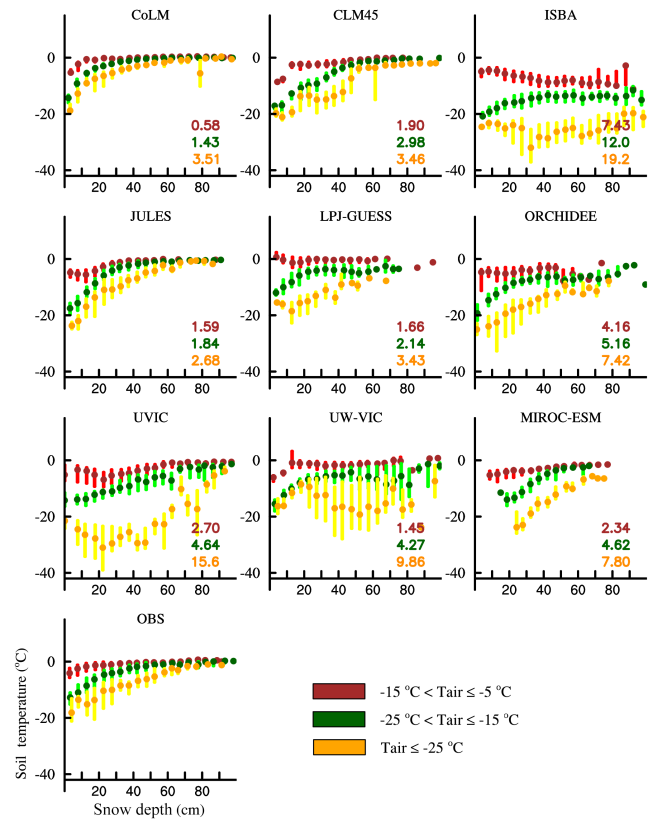 CoLM CLM45 ISBA
0 0 0
-20 -20 -20
0.58 1.90 7.43
1.43 2.98 12.0
3.51 3.46 19.2
-40 -40 -40
20 40 60 80 20 40 60 80 20 40 60 80
JULES LPJ-GUESS ORCHIDEE
0 0 0
-20 -20 -20
1.59 1.66 4.16
1.84 2.14 5.16
2.68 3.43 7.42
-40 -40 -40
20 40 60 80 20 40 60 80 20 40 60 80
UVIC UW-VIC MIROC-ESM
0 0 0
-20 -20 -20
2.70 1.45 2.34
4.64 4.27 4.62
15.6 9.86 7.80
-40 -40 -40
20 40 60 80 20 40 60 80 20 40 60 80
OBS
0
-20
-40
20 40 60 80
Soil temperature (°C)
Snow depth (cm)
-15 °C < Tair ≤ -5 °C
-25 °C < Tair ≤ -15 °C
Tair ≤ -25 °C